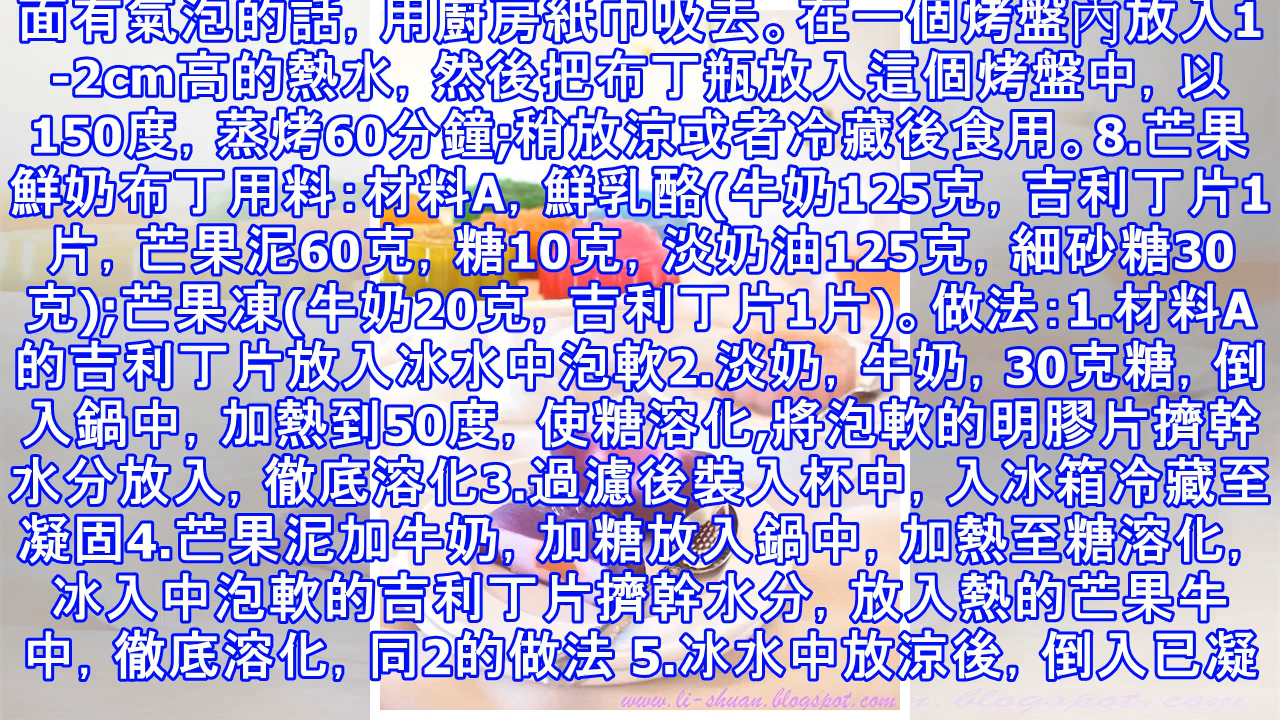 面有氣泡的話, 用廚房紙巾吸去。在一個烤盤內放入1
-2cm高的熱水, 然後把布丁瓶放入這個烤盤中, 以
150度, 蒸烤60分鐘;稍放涼或者冷藏後食用。8.芒果
鮮奶布丁用料:材料A, 鮮乳酪(牛奶125克, 吉利丁片1
片, 芒果泥60克, 糖10克, 淡奶油125克, 細砂糖30
克);芒果凍(牛奶20克, 吉利丁片1片)。做法:1.材料A
的吉利丁片放入冰水中泡軟2.淡奶, 牛奶, 30克糖, 倒
入鍋中, 加熱到50度, 使糖溶化,將泡軟的明膠片擠幹
水分放入, 徹底溶化3.過濾後裝入杯中, 入冰箱冷藏至
凝固4.芒果泥加牛奶, 加糖放入鍋中, 加熱至糖溶化,
冰入中泡軟的吉利丁片擠幹水分, 放入熱的芒果牛
中, 徹底溶化, 同2的做法 5.冰水中放涼後, 倒入已凝
www.li-shuan.blogspot.com